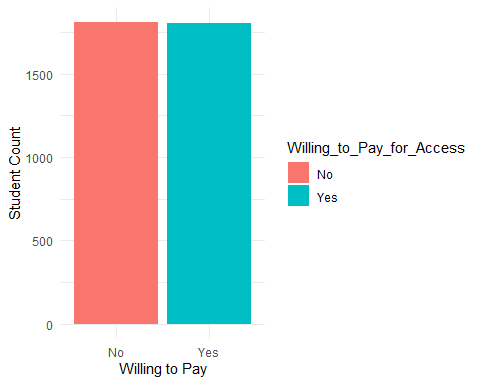 Student Count
1500
1000
500
0
No
Yes
Willing to Pay
Willing_to_Pay_for_Access
No
Yes